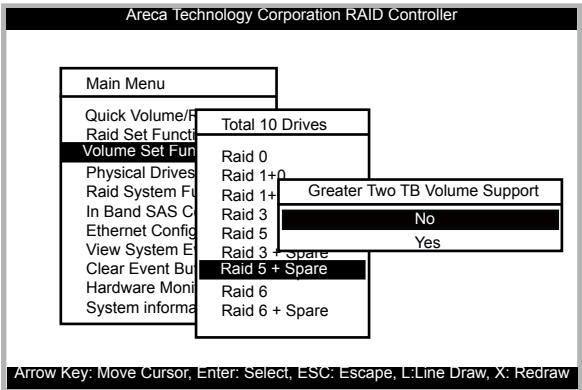 Areca Technology Corporation RAID Controller
Main Menu
Quick Volume/
Raid Set Functi
Volume Set Fun
Physical Drives
Raid System Fu
In Band SAS C
Ethernet Config
View System E
Clear Event Bu
Hardware Moni
System informa
Total 10 Drives
Raid 0
Raid 1+0
Raid 1+
Raid 3
Raid 5
Raid 3 + Spare
Raid 5 + Spare
Raid 6
Raid 6 + Spare
Greater Two TB Volume Support
No
Yes
Arrow Key: Move Cursor, Enter: Select, ESC: Escape, L:Line Draw, X: Redraw